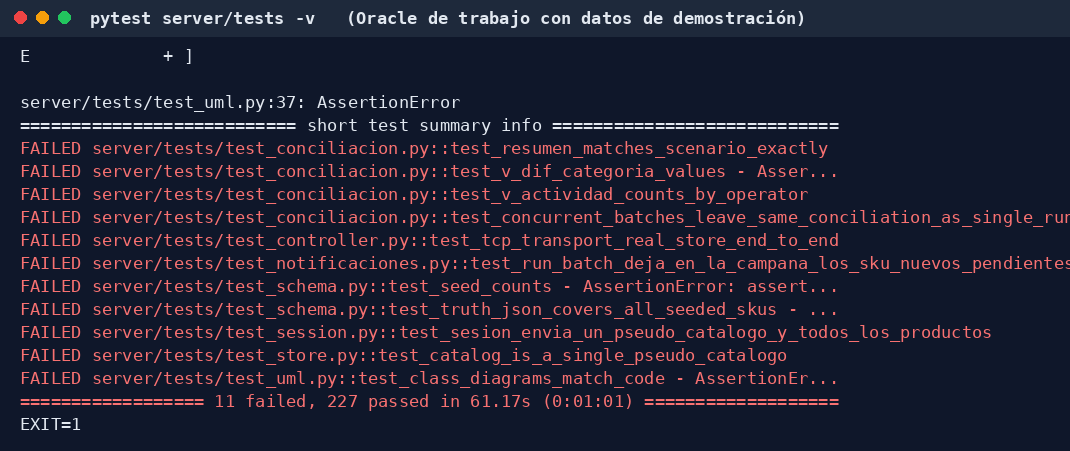 pytest server/tests -v (Oracle de trabajo con datos de demostración)
E + ]
server/tests/test_uml.py:37: AssertionError
=========================== short test summary info ============================
FAILED server/tests/test_conciliacion.py::test_resumen_matches_scenario_exactly
FAILED server/tests/test_conciliacion.py::test_v_dif_categoria_values - Asser...
FAILED server/tests/test_conciliacion.py::test_v_actividad_counts_by_operator
FAILED server/tests/test_conciliacion.py::test_concurrent_batches_leave_same_conciliation_as_single_run
FAILED server/tests/test_controller.py::test_tcp_transport_real_store_end_to_end
FAILED server/tests/test_notificaciones.py::test_run_batch_deja_en_la_campana_los_sku_nuevos_pendientes
FAILED server/tests/test_schema.py::test_seed_counts - AssertionError: assert...
FAILED server/tests/test_schema.py::test_truth_json_covers_all_seeded_skus - ...
FAILED server/tests/test_session.py::test_sesion_envia_un_pseudo_catalogo_y_todos_los_productos
FAILED server/tests/test_store.py::test_catalog_is_a_single_pseudo_catalogo
FAILED server/tests/test_uml.py::test_class_diagrams_match_code - AssertionEr...
================== 11 failed, 227 passed in 61.17s (0:01:01) ===================
EXIT=1